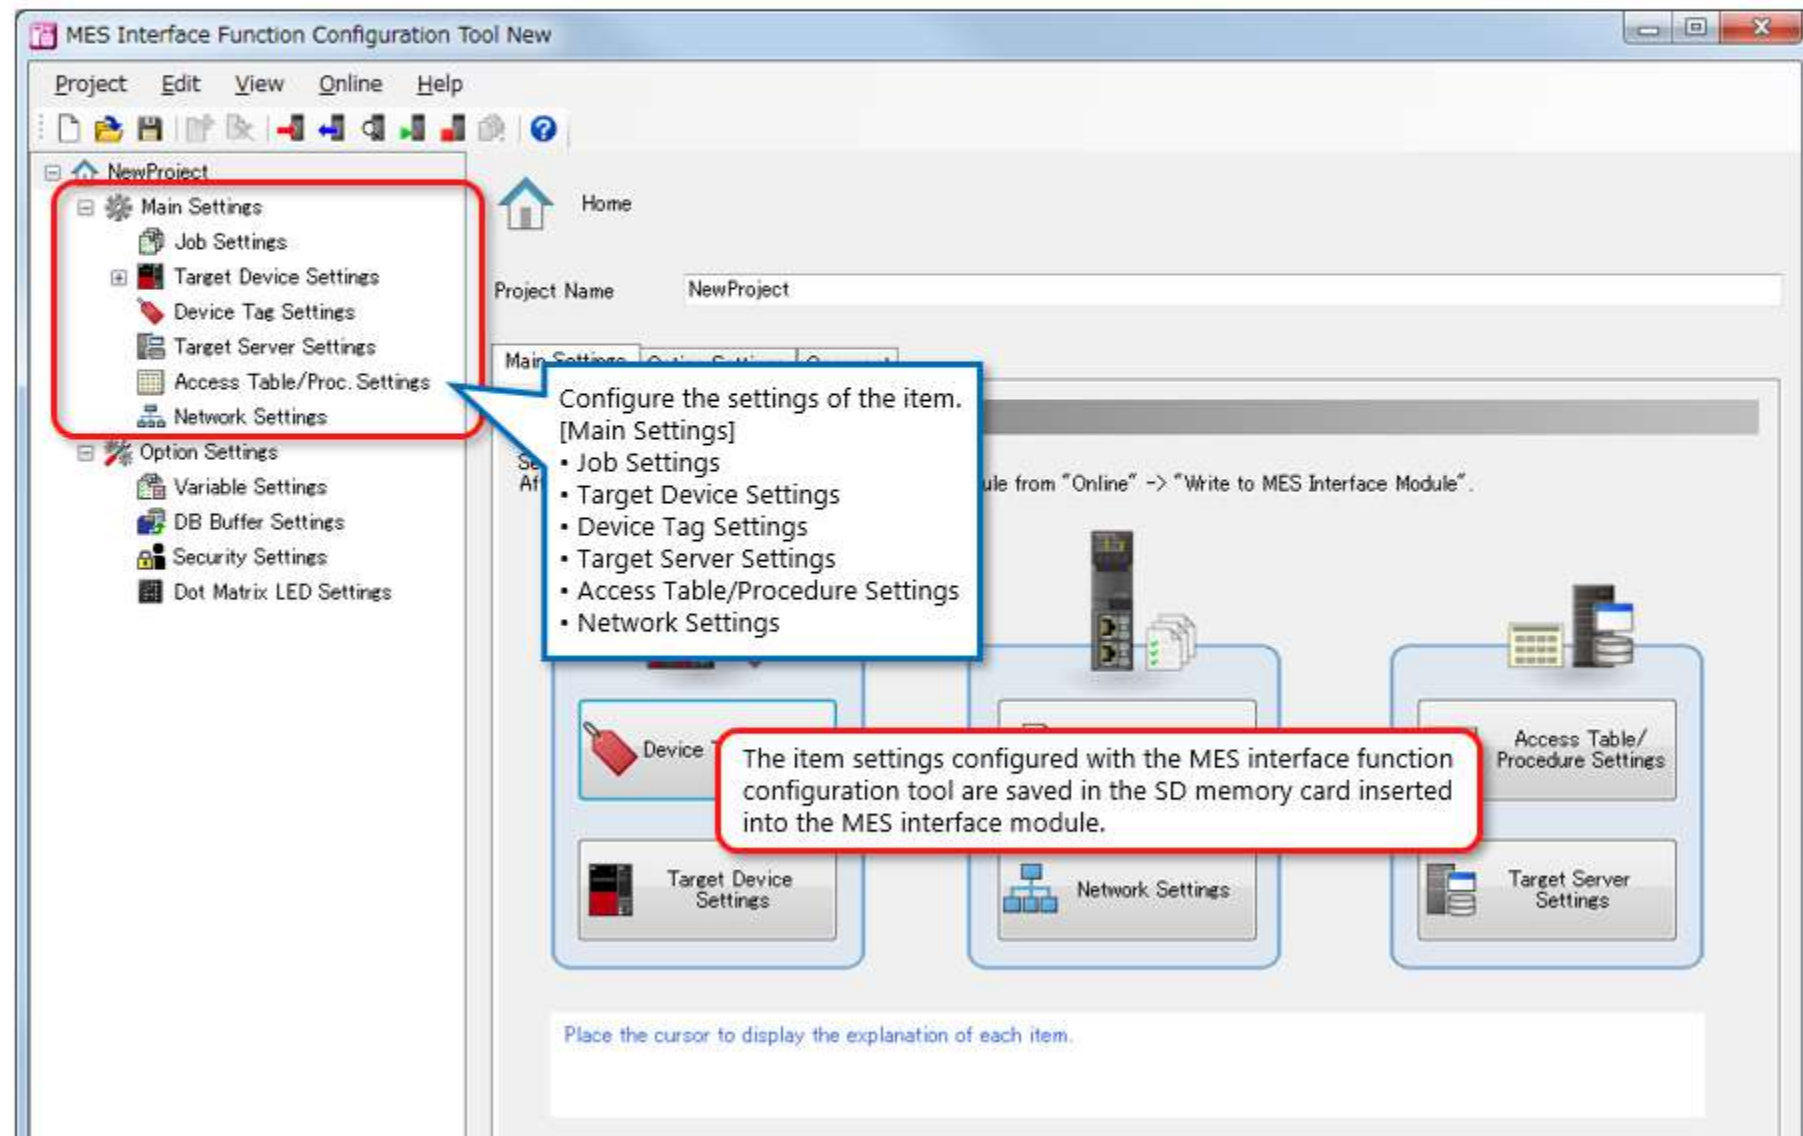 MES Interface Function Configuration Tool New
Project Edit View Online Help
NewProject
Main Settings
Job Settings
Target Device Settings
Device Tag Settings
Target Server Settings
Access Table/Proc. Settings
Network Settings
Option Settings
Variable Settings
DB Buffer Settings
Security Settings
Dot Matrix LED Settings
Home
Project Name NewProject
Main Settings
Configure the settings of the item.
[Main Settings]
• Job Settings
• Target Device Settings
• Device Tag Settings
• Target Server Settings
• Access Table/Procedure Settings
• Network Settings
from "Online" -> "Write to MES Interface Module".
Device
Access Table/
Procedure Settings
The item settings configured with the MES interface function
configuration tool are saved in the SD memory card inserted
into the MES interface module.
Target Device
Settings
Network Settings
Target Server
Settings
Place the cursor to display the explanation of each item.